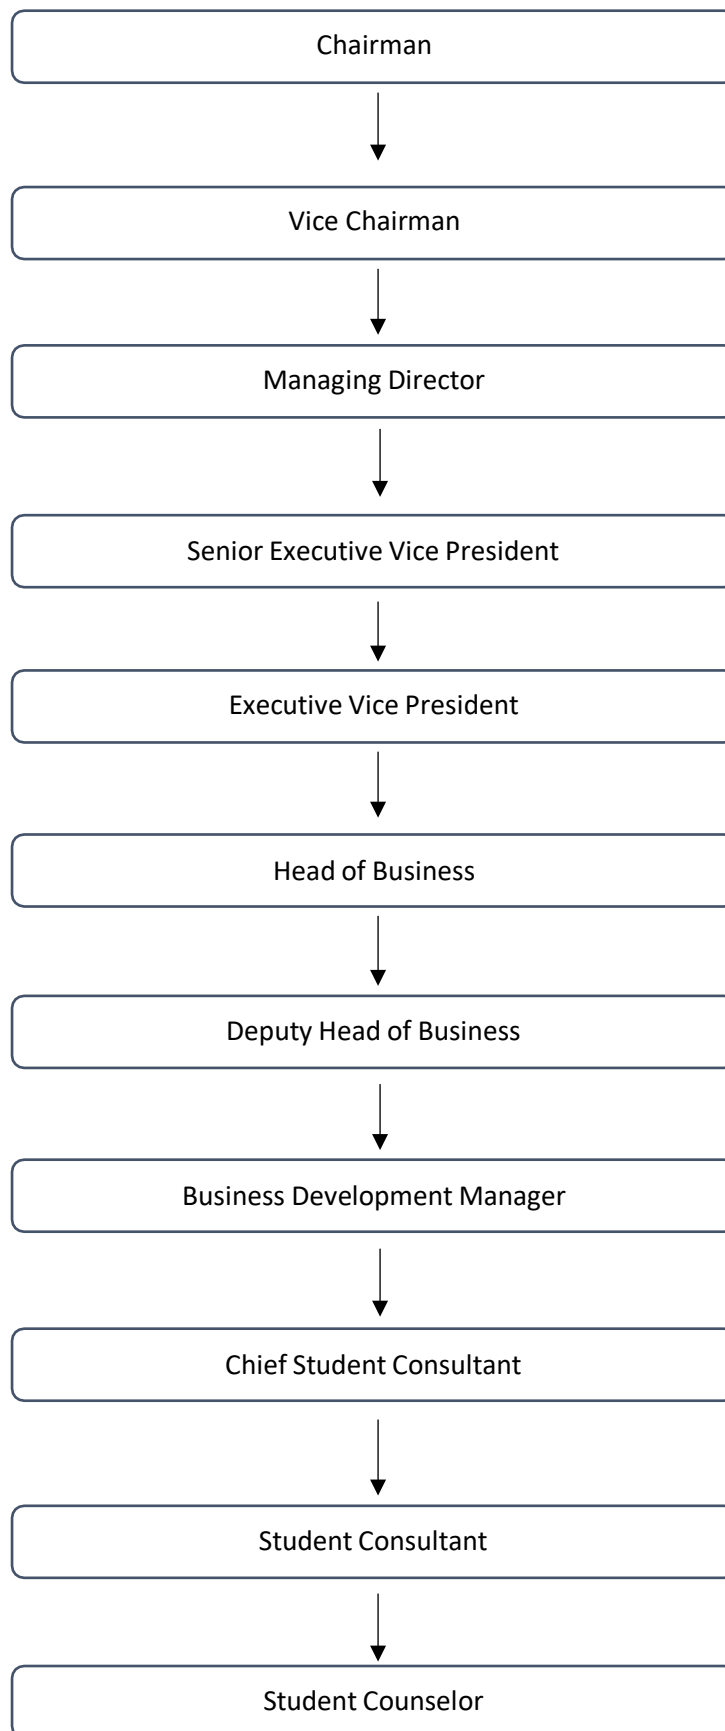 Chairman
Vice Chairman
Managing Director
Senior Executive Vice President
Executive Vice President
Head of Business
Deputy Head of Business
Business Development Manager
Chief Student Consultant
Student Consultant
Student Counselor